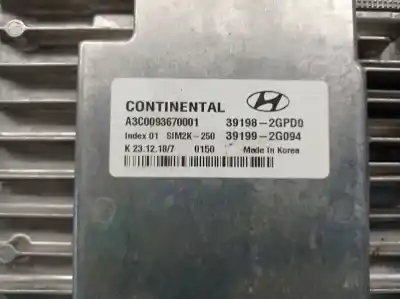 CONTINENTAL
A3C0093670001 39198-2GPD0
Index 01 SIM2K-250 39199-2G094
K 23.12.18/7 0150 Made in Korea